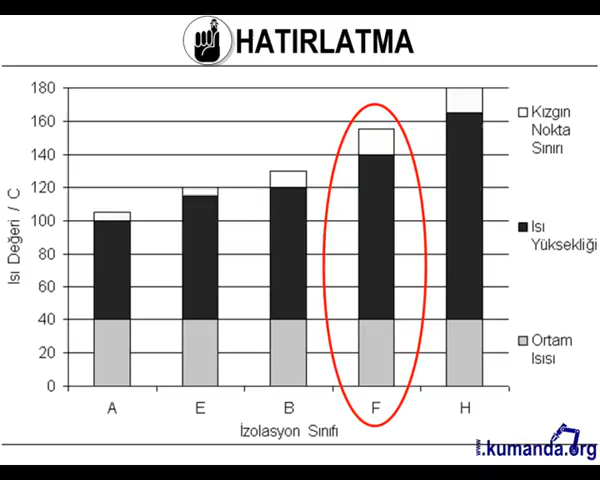 HATIRLATMA
180
160
140
120
100
80
60
40
20
0
Isı Değeri / C
A E B F H
İzolasyon Sınıfı
Kızgın
Nokta
Sınırı
Isı
Yüksekliği
Ortam
Isısı
www.kumanda.org